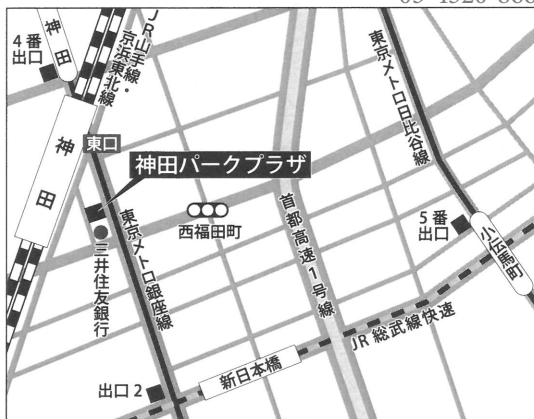 神田
4番
出口
JR山手線・
京浜東北線
東京メトロ日比谷線
神田
東口
神田パークプラザ
西福田町
三井住友銀行
東京メトロ銀座線
首都高速1号線
5番
出口
小伝馬町
JR総武線快速
新日本橋
出口2